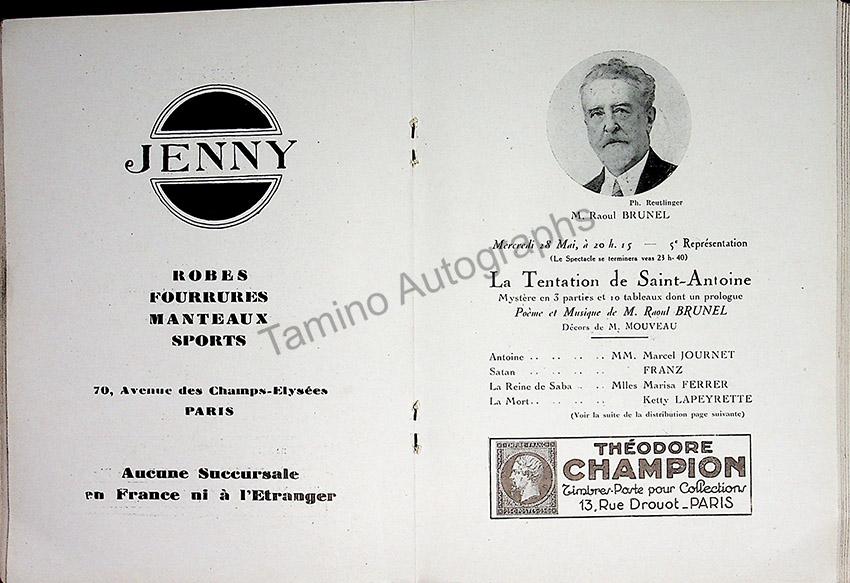 JENNY
ROBES
FOURRURES
MANTEAUX
SPORTS
70, Avenue des Champs-Elysées
PARIS
Aucune Succursale
en France ni à l'Etranger
Ph. Reutlinger
M. Raoul BRUNEL
Mercredi 28 Mai, à 20 h. 15 — 5e Représentation
(Le Spectacle se terminera vers 23 h- 40)
La Tentation de Saint-Antoine
Mystère en 3 parties et 10 tableaux dont un prologue
Poème et Musique de M. Raoul BRUNEL
Décors de M. MOUVEAU
Antoine .. .. .. .. MM. Marcel JOURNET
Satan .. .. .. .. .. FRANZ
La Reine de Saba .. .. Mlles Marisa FERRER
La Mort.. .. .. .. .. Ketty LAPEYRETTE
(Voir la suite de la distribution page suivante)
EMPIRE FRANC
POSTES
THÉODORE
CHAMPION
Timbres-Poste pour Collections
13, Rue Drouot_PARIS
Tamino Autographs